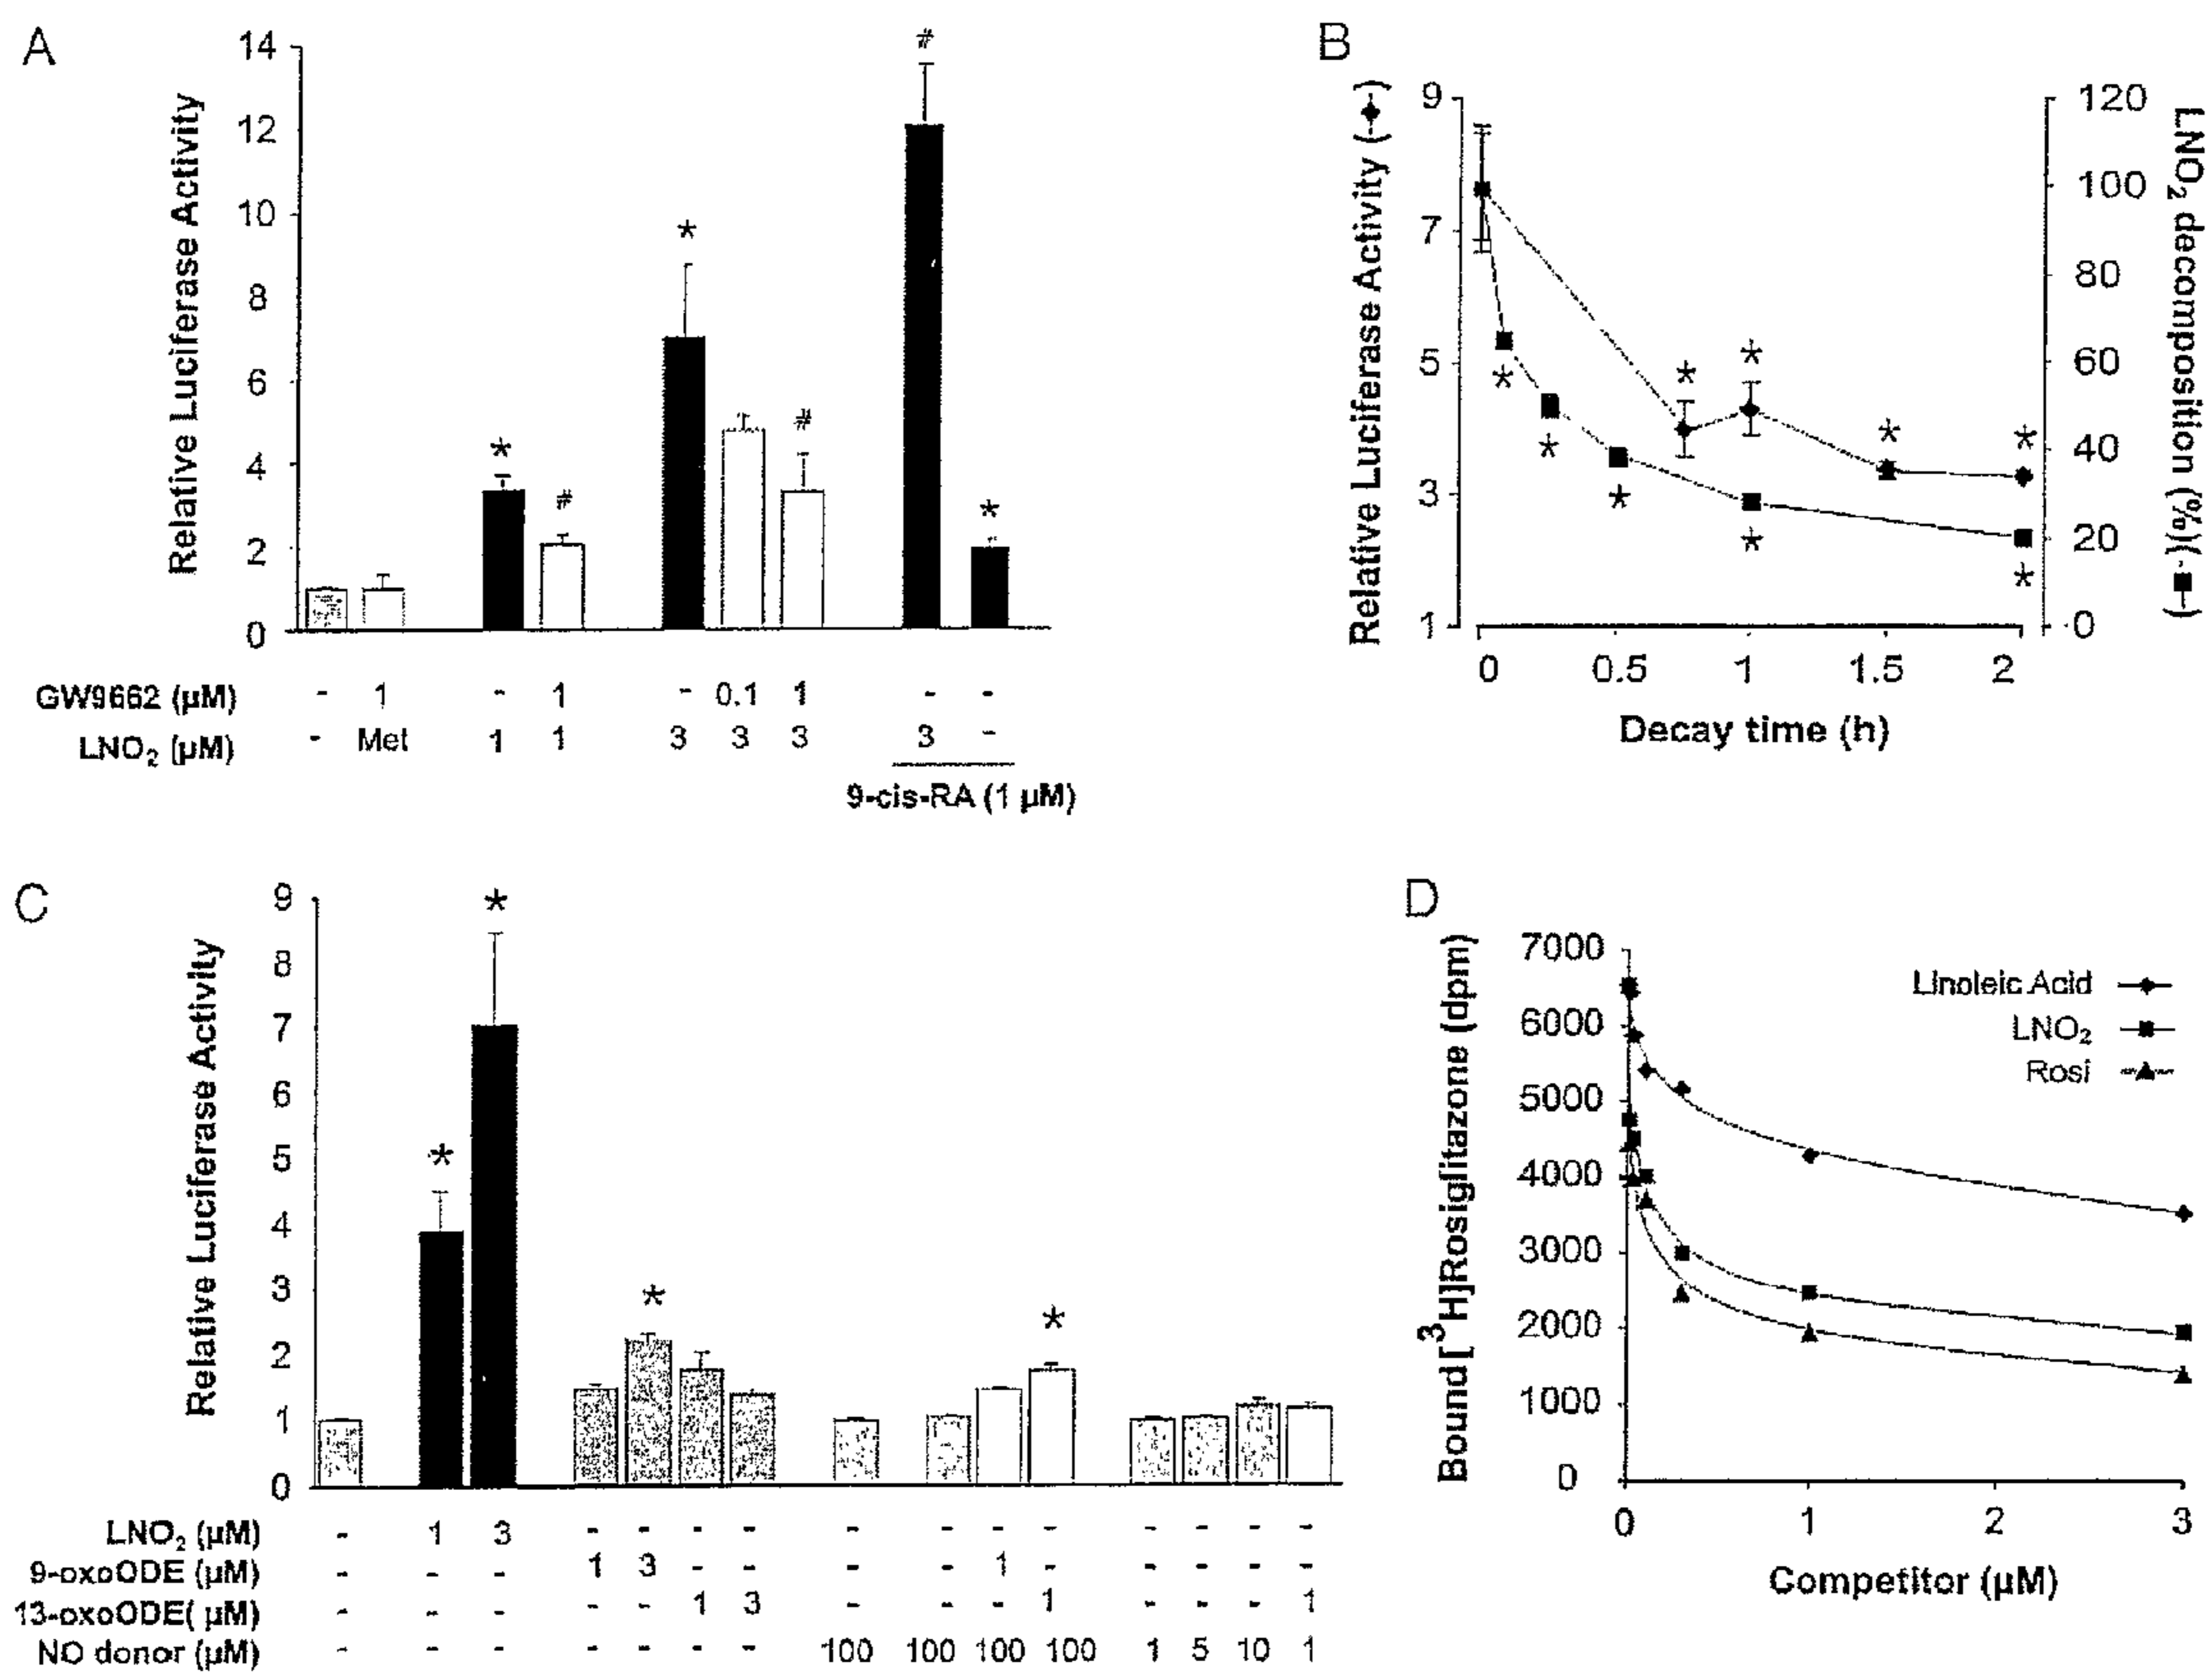 A
Relative Luciferase Activity
14
12
10
8
6
4
2
0
*
#
*
#
#
*
GW9662 (µM) - 1 - 1 - 0.1 1 - -
LNO₂ (µM) - Met 1 1 3 3 3 3 -
9-cis-RA (1 µM)
B
Relative Luciferase Activity (-◆-)
9
7
5
3
1
120
100
80
60
40
20
0
LNO₂ decomposition (%)(-■-)
* * * *
* * * * *
0 0.5 1 1.5 2
Decay time (h)
C
Relative Luciferase Activity
9
8
7
6
5
4
3
2
1
0
* * * *
LNO₂ (µM) - 1 3 - - - - - - - - - - - -
9-oxoODE (µM) - - - 1 3 - - - - 1 - - - - -
13-oxoODE( µM) - - - - - 1 3 - - - 1 - - - 1
NO donor (µM) - - - - - - - 100 100 100 100 1 5 10 1
D
Bound [³H]Rosiglitazone (dpm)
7000
6000
5000
4000
3000
2000
1000
0
Linoleic Acid
LNO₂
Rosi
0 1 2 3
Competitor (µM)